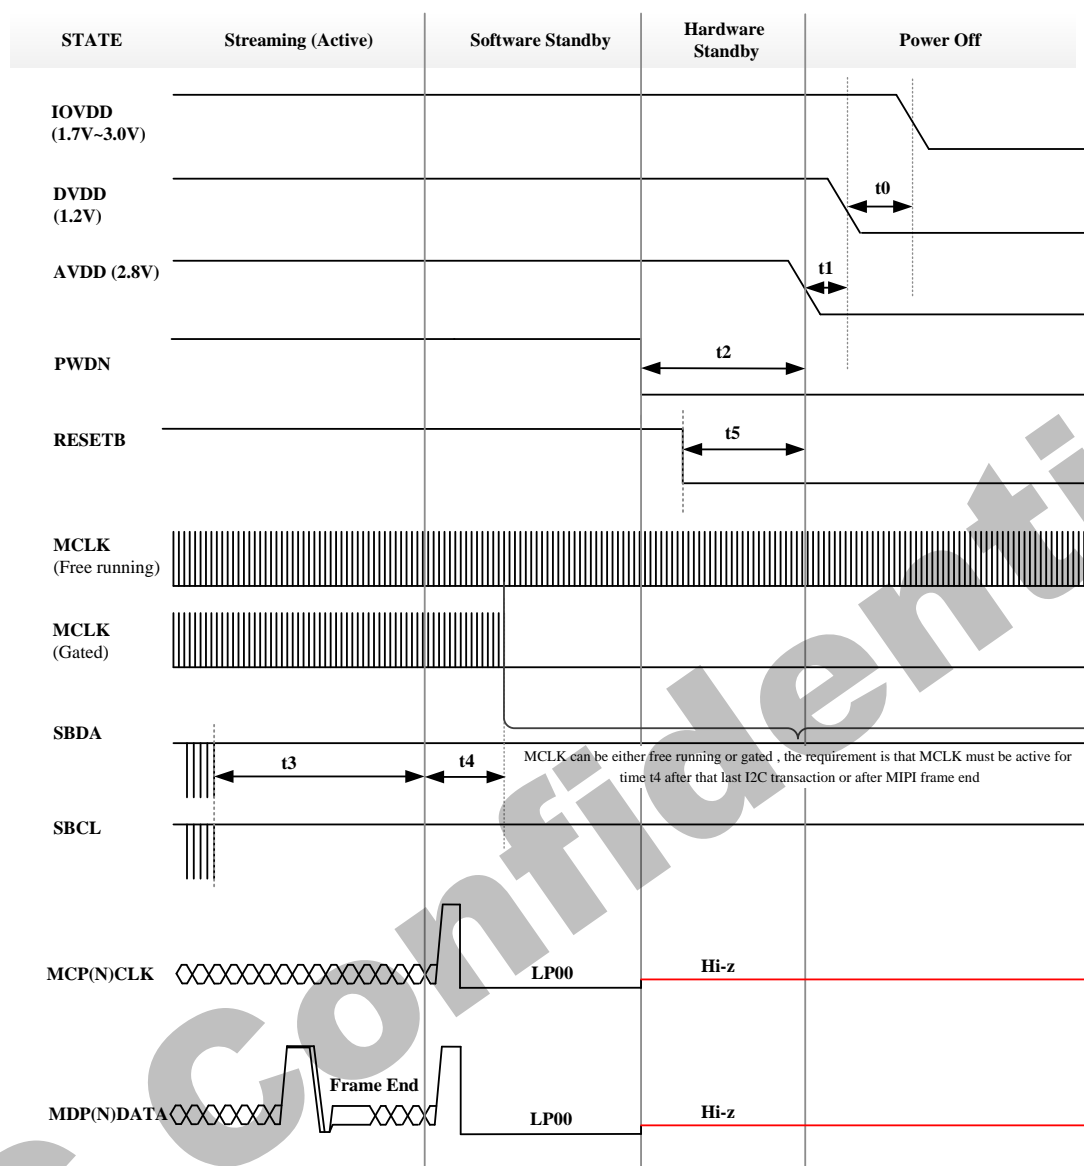 STATE
Streaming (Active)
Software Standby
Hardware
Standby
Power Off
IOVDD
(1.7V~3.0V)
DVDD
(1.2V)
t0
AVDD (2.8V)
t1
PWDN
t2
RESETB
t5
MCLK
(Free running)
MCLK
(Gated)
SBDA
t3
t4
MCLK can be either free running or gated , the requirement is that MCLK must be active for
time t4 after that last I2C transaction or after MIPI frame end
SBCL
MCP(N)CLK
LP00
Hi-z
MDP(N)DATA
Frame End
LP00
Hi-z
Confidenti